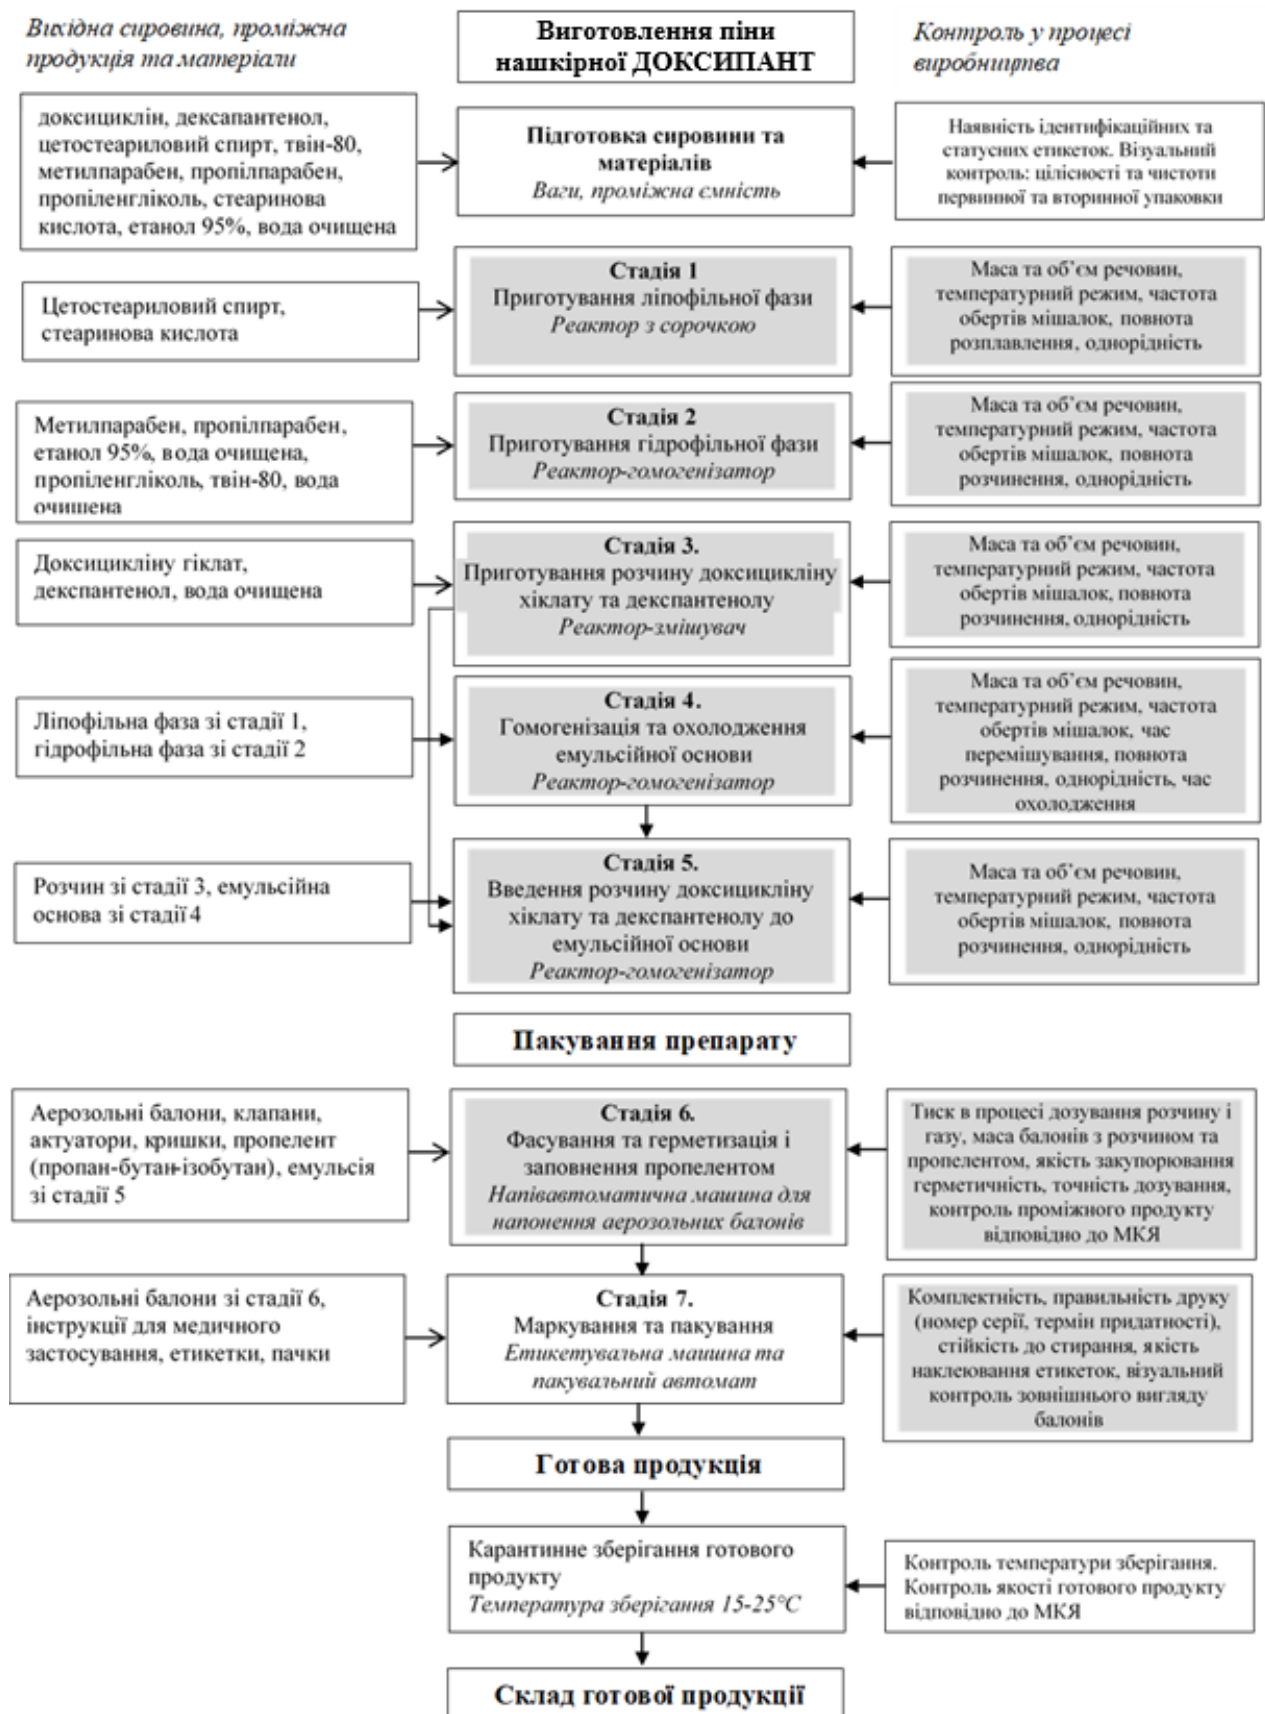 Вихідна сировина, проміжна
продукція та матеріали
Виготовлення піни
нашкірної ДОКСИПАНТ
Контроль у процесі
виробництва
доксициклін, дексапантенол,
цетостеариловий спирт, твін-80,
метилпарабен, пропілпарабен,
пропіленгліколь, стеаринова
кислота, етанол 95%, вода очищена
Підготовка сировини та
матеріалів
Ваги, проміжна ємність
Наявність ідентифікаційних та
статусних етикеток. Візуальний
контроль: цілісності та чистоти
первинної та вторинної упаковки
Цетостеариловий спирт,
стеаринова кислота
Стадія 1
Приготування ліпофільної фази
Реактор з сорочкою
Маса та об’єм речовин,
температурний режим, частота
обертів мішалок, повнота
розплавлення, однорідність
Метилпарабен, пропілпарабен,
етанол 95%, вода очищена,
пропіленгліколь, твін-80, вода
очищена
Стадія 2
Приготування гідрофільної фази
Реактор-гомогенізатор
Маса та об’єм речовин,
температурний режим, частота
обертів мішалок, повнота
розчинення, однорідність
Доксицикліну гіклат,
декспантенол, вода очищена
Стадія 3.
Приготування розчину доксицикліну
хіклату та декспантенолу
Реактор-змішувач
Маса та об’єм речовин,
температурний режим, частота
обертів мішалок, повнота
розчинення, однорідність
Ліпофільна фаза зі стадії 1,
гідрофільна фаза зі стадії 2
Стадія 4.
Гомогенізація та охолодження
емульсійної основи
Реактор-гомогенізатор
Маса та об’єм речовин,
температурний режим, частота
обертів мішалок, час
перемішування, повнота
розчинення, однорідність, час
охолодження
Розчин зі стадії 3, емульсійна
основа зі стадії 4
Стадія 5.
Введення розчину доксицикліну
хіклату та декспантенолу до
емульсійної основи
Реактор-гомогенізатор
Маса та об’єм речовин,
температурний режим, частота
обертів мішалок, повнота
розчинення, однорідність
Пакування препарату
Аерозольні балони, клапани,
актуатори, кришки, пропелент
(пропан-бутан-ізобутан), емульсія
зі стадії 5
Стадія 6.
Фасування та герметизація і
заповнення пропелентом
Напівавтоматична машина для
напонення аерозольних балонів
Тиск в процесі дозування розчину і
газу, маса балонів з розчином та
пропелентом, якість закупорювання
герметичність, точність дозування,
контроль проміжного продукту
відповідно до МКЯ
Аерозольні балони зі стадії 6,
інструкції для медичного
застосування, етикетки, пачки
Стадія 7.
Маркування та пакування
Етикетувальна машина та
пакувальний автомат
Комплектність, правильність друку
(номер серії, термін придатності),
стійкість до стирання, якість
наклеювання етикеток, візуальний
контроль зовнішнього вигляду
балонів
Готова продукція
Карантинне зберігання готового
продукту
Температура зберігання 15-25°С
Контроль температури зберігання.
Контроль якості готового продукту
відповідно до МКЯ
Склад готової продукції